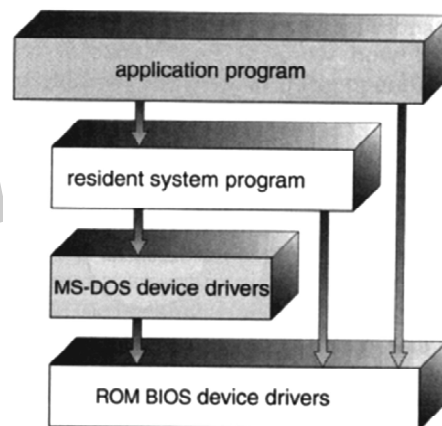 application program
resident system program
MS-DOS device drivers
ROM BIOS device drivers